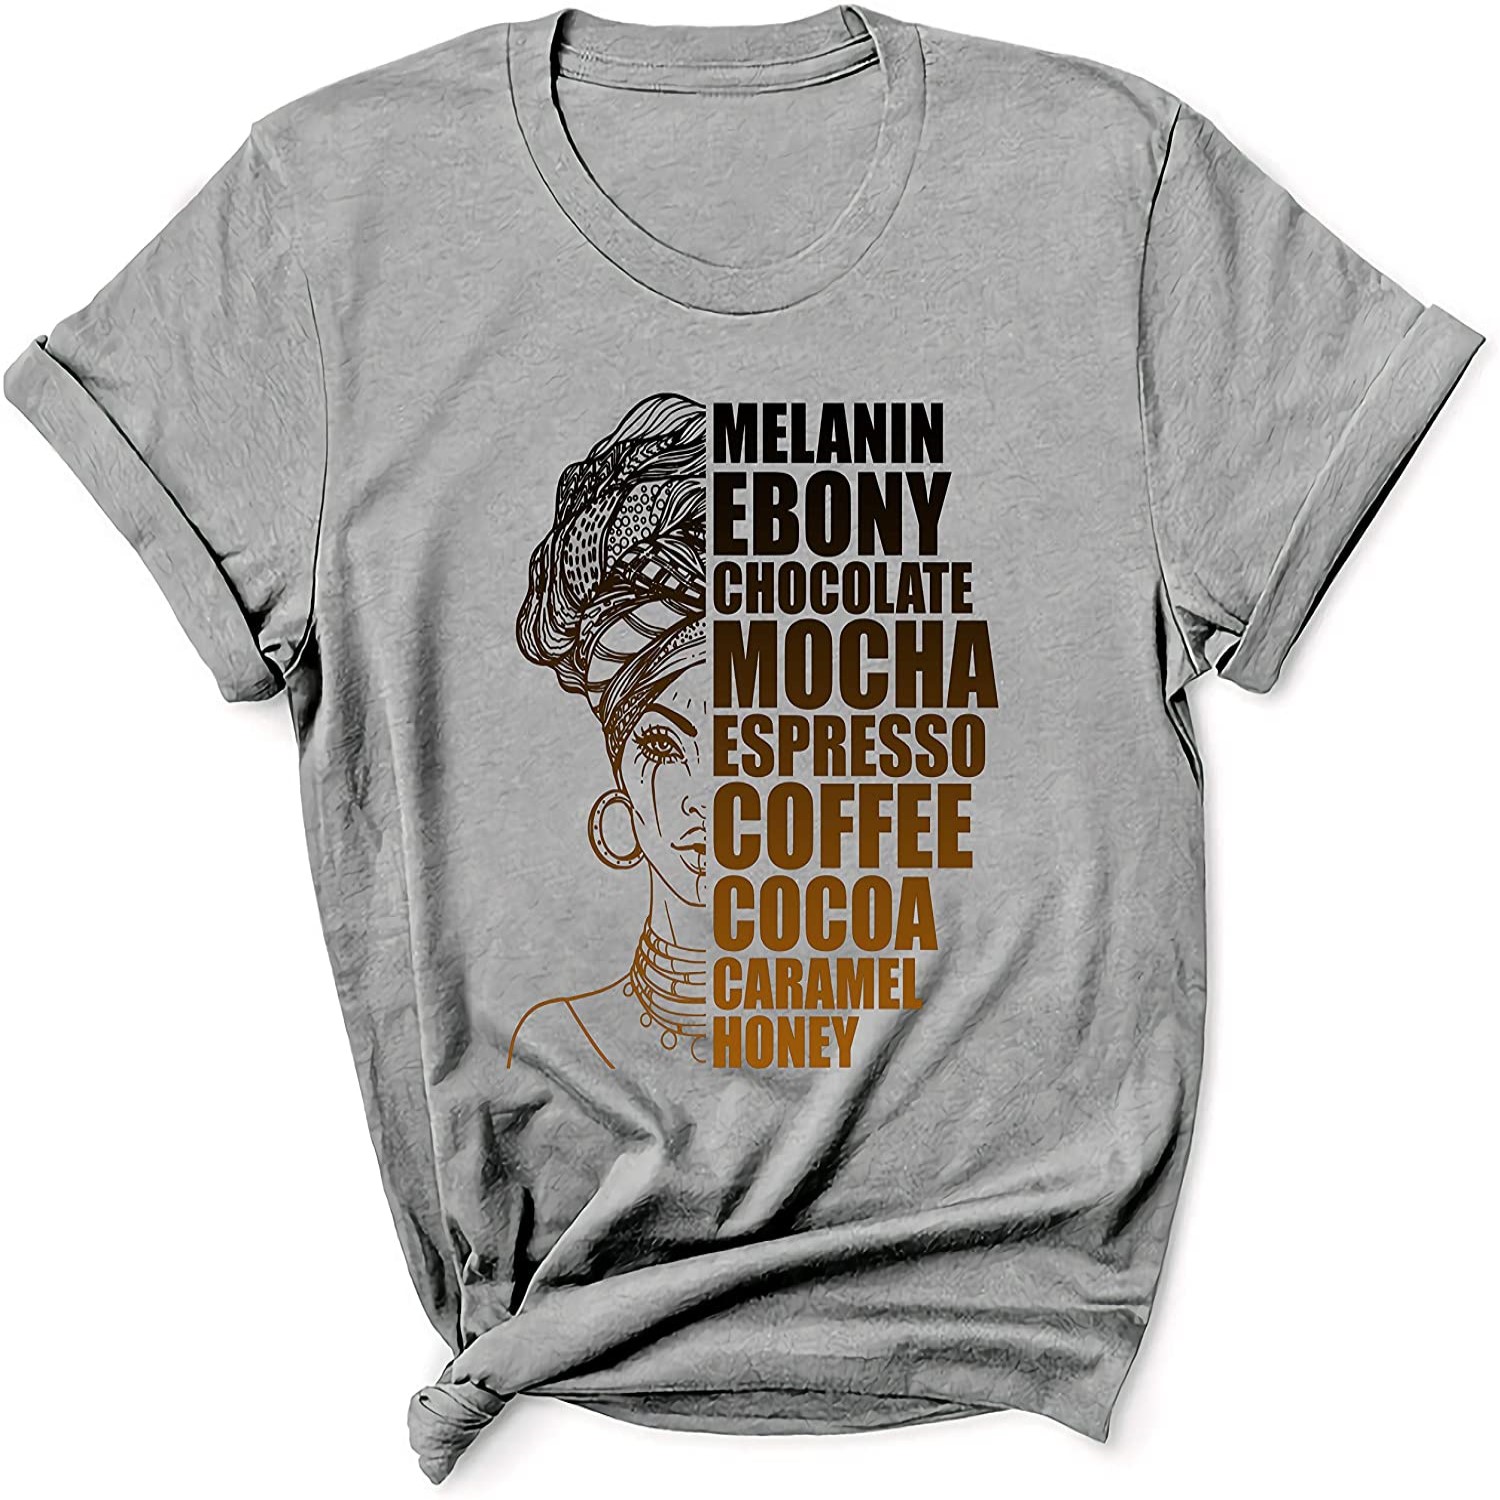 MELANIN
EBONY
CHOCOLATE
MOCHA
ESPRESSO
COFFEE
COCOA
CARAMEL
HONEY